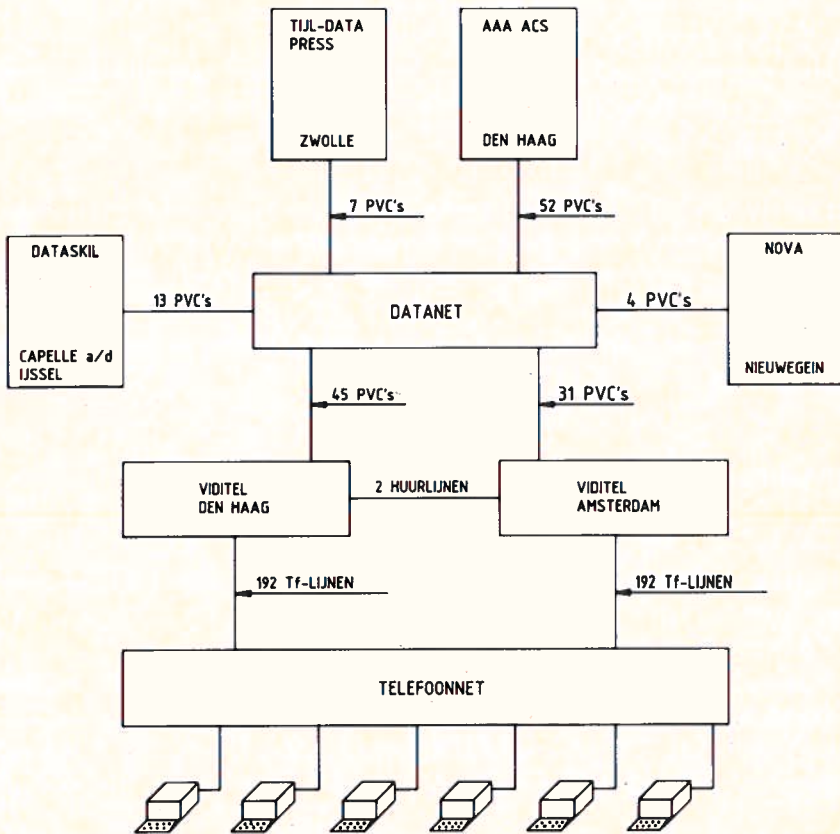 TIJL-DATA
PRESS
ZWOLLE
AAA ACS
DEN HAAG
7 PVC's
52 PVC's
DATASKIL
CAPELLE a/d
IJSSEL
13 PVC's
DATANET
4 PVC's
NOVA
NIEUWEGEIN
45 PVC's
31 PVC's
VIDITEL
DEN HAAG
2 HUURLIJNEN
VIDITEL
AMSTERDAM
192 Tf-LIJNEN
192 Tf-LIJNEN
TELEFOONNET